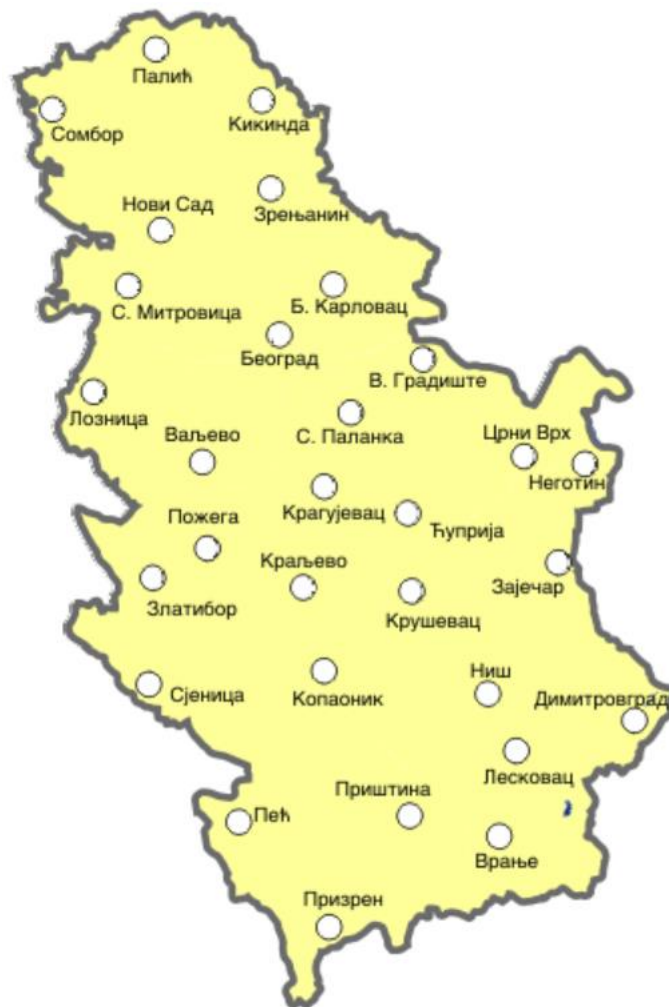 Палић
Кикинда
Сомбор
Нови Сад
Зрењанин
С. Митровица
Б. Карловац
Београд
В. Градиште
Лозница
С. Паланка
Ваљево
Црни Врх
Неготин
Крагујевац
Пожега
Ћуприја
Краљево
Зајечар
Златибор
Крушевац
Ниш
Сјеница
Копаоник
Димитровград
Лесковац
Приштина
Пећ
Врање
Призрен